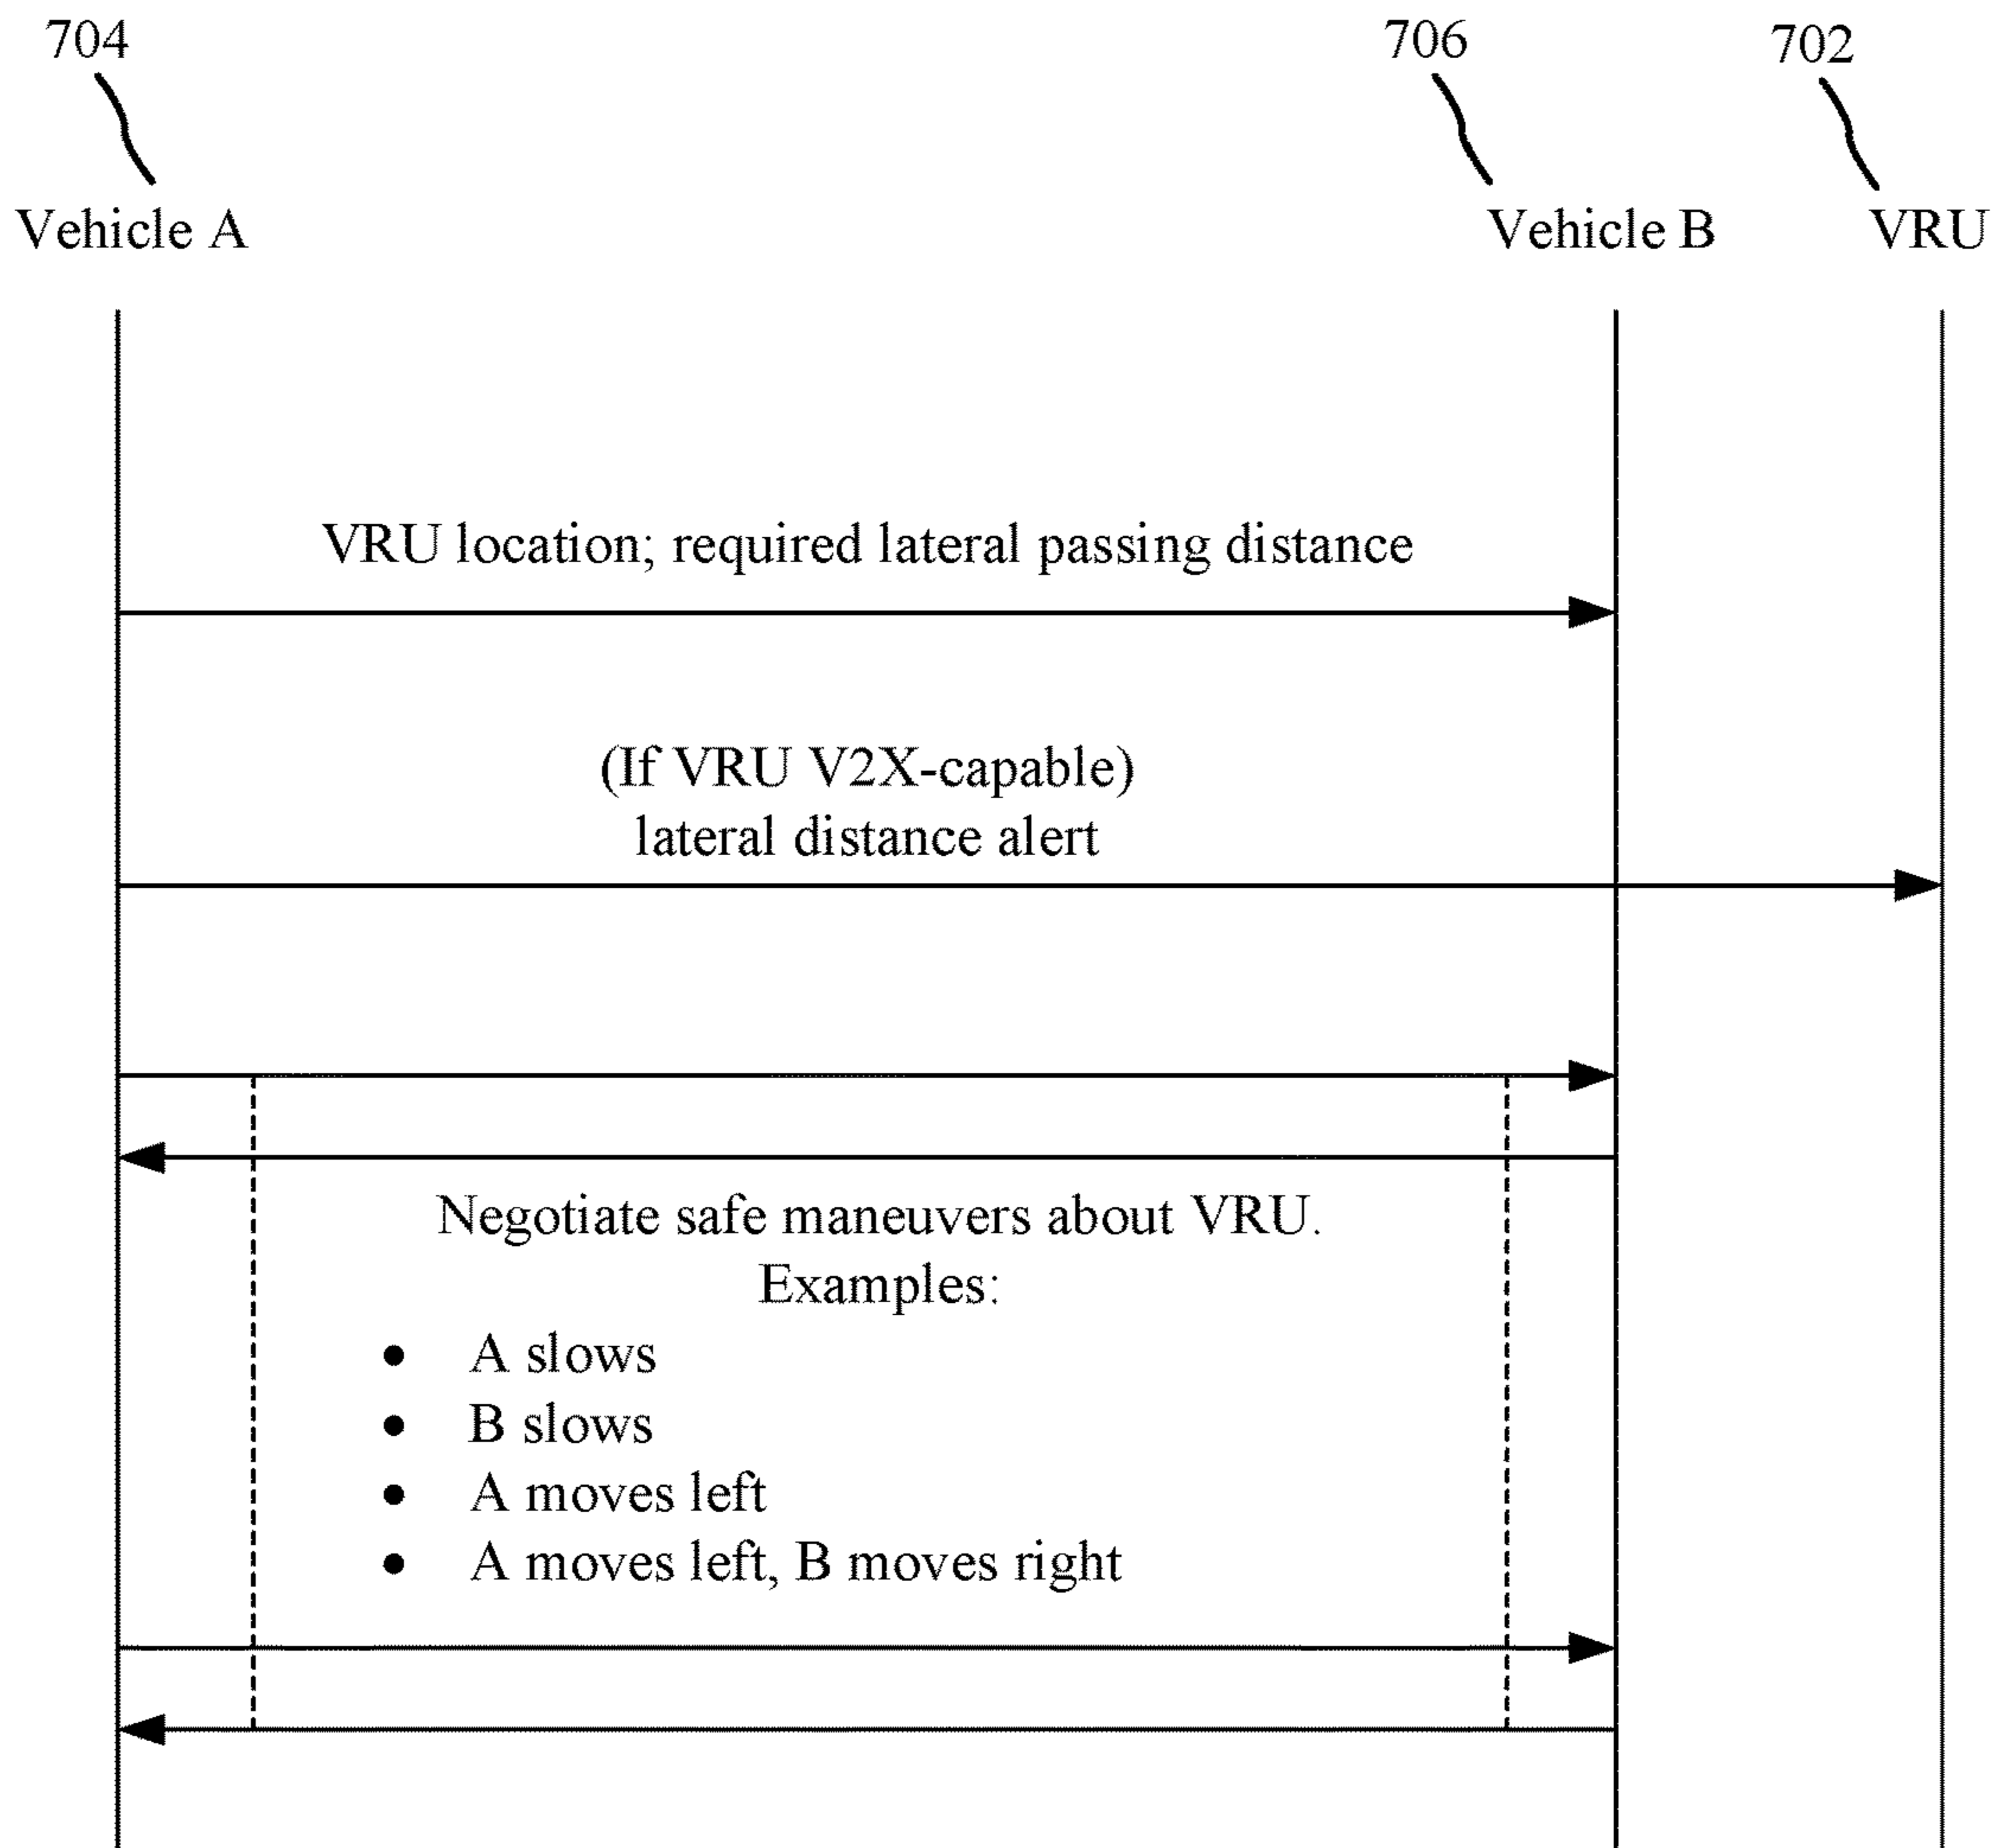 704
706
702
Vehicle A
Vehicle B
VRU
VRU location; required lateral passing distance
(If VRU V2X-capable)
lateral distance alert
Negotiate safe maneuvers about VRU.
Examples:
• A slows
• B slows
• A moves left
• A moves left, B moves right